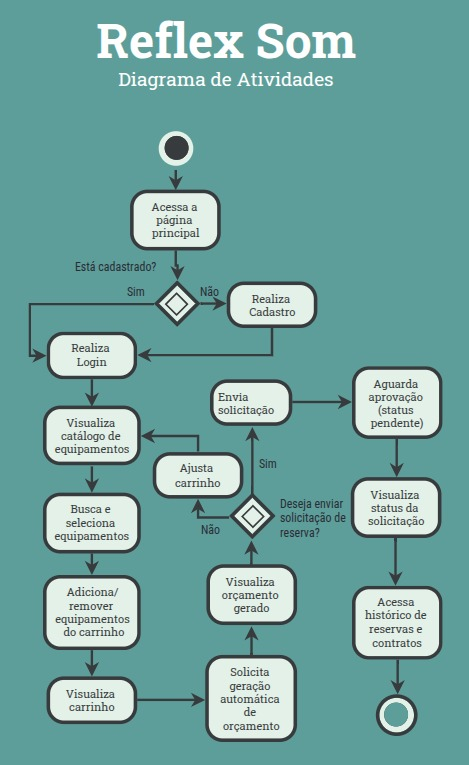 Reflex Som
Diagrama de Atividades
Acessa a
página
principal
Está cadastrado?
Sim
Não
Realiza
Cadastro
Realiza
Login
Visualiza
catálogo de
equipamentos
Busca e
seleciona
equipamentos
Adiciona/
remover
equipamentos
do carrinho
Visualiza
carrinho
Solicita
geração
automática
de
orçamento
Visualiza
orçamento
gerado
Deseja enviar
solicitação de
reserva?
Não
Ajusta
carrinho
Sim
Envia
solicitação
Aguarda
aprovação
(status
pendente)
Visualiza
status da
solicitação
Acessa
histórico de
reservas e
contratos